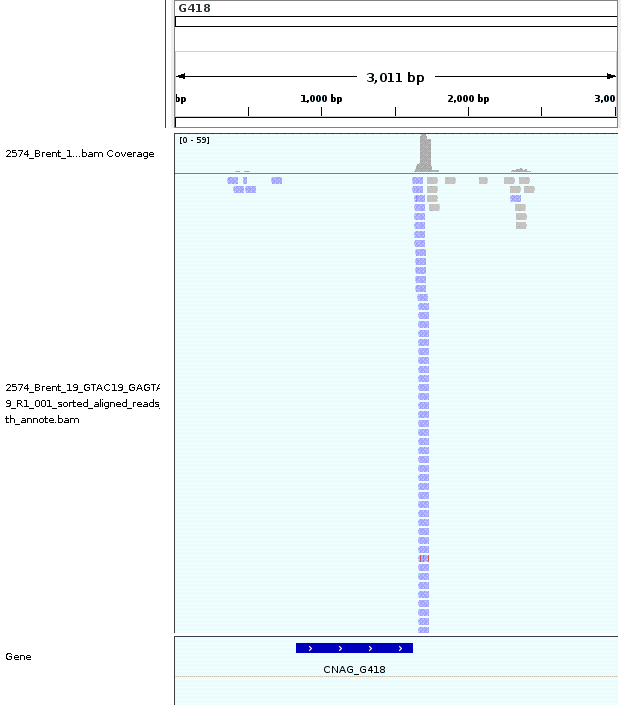 G418
3,011 bp
bp 1,000 bp 2,000 bp 3,00
[0 - 59]
2574_Brent_1...bam Coverage
2574_Brent_19_GTAC19_GAGTA
9_R1_001_sorted_aligned_reads_
th_annote.bam
Gene
CNAG_G418